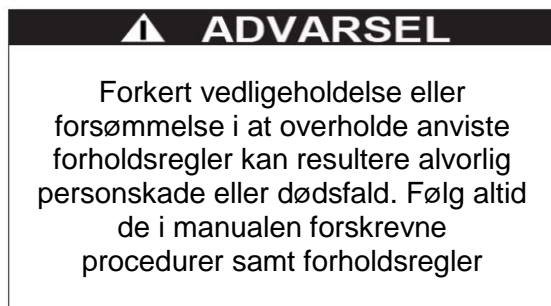 ADVARSEL
Forkert vedligeholdelse eller
forsømmelse i at overholde anviste
forholdsregler kan resultere alvorlig
personskade eller dødsfald. Følg altid
de i manualen forskrevne
procedurer samt forholdsregler